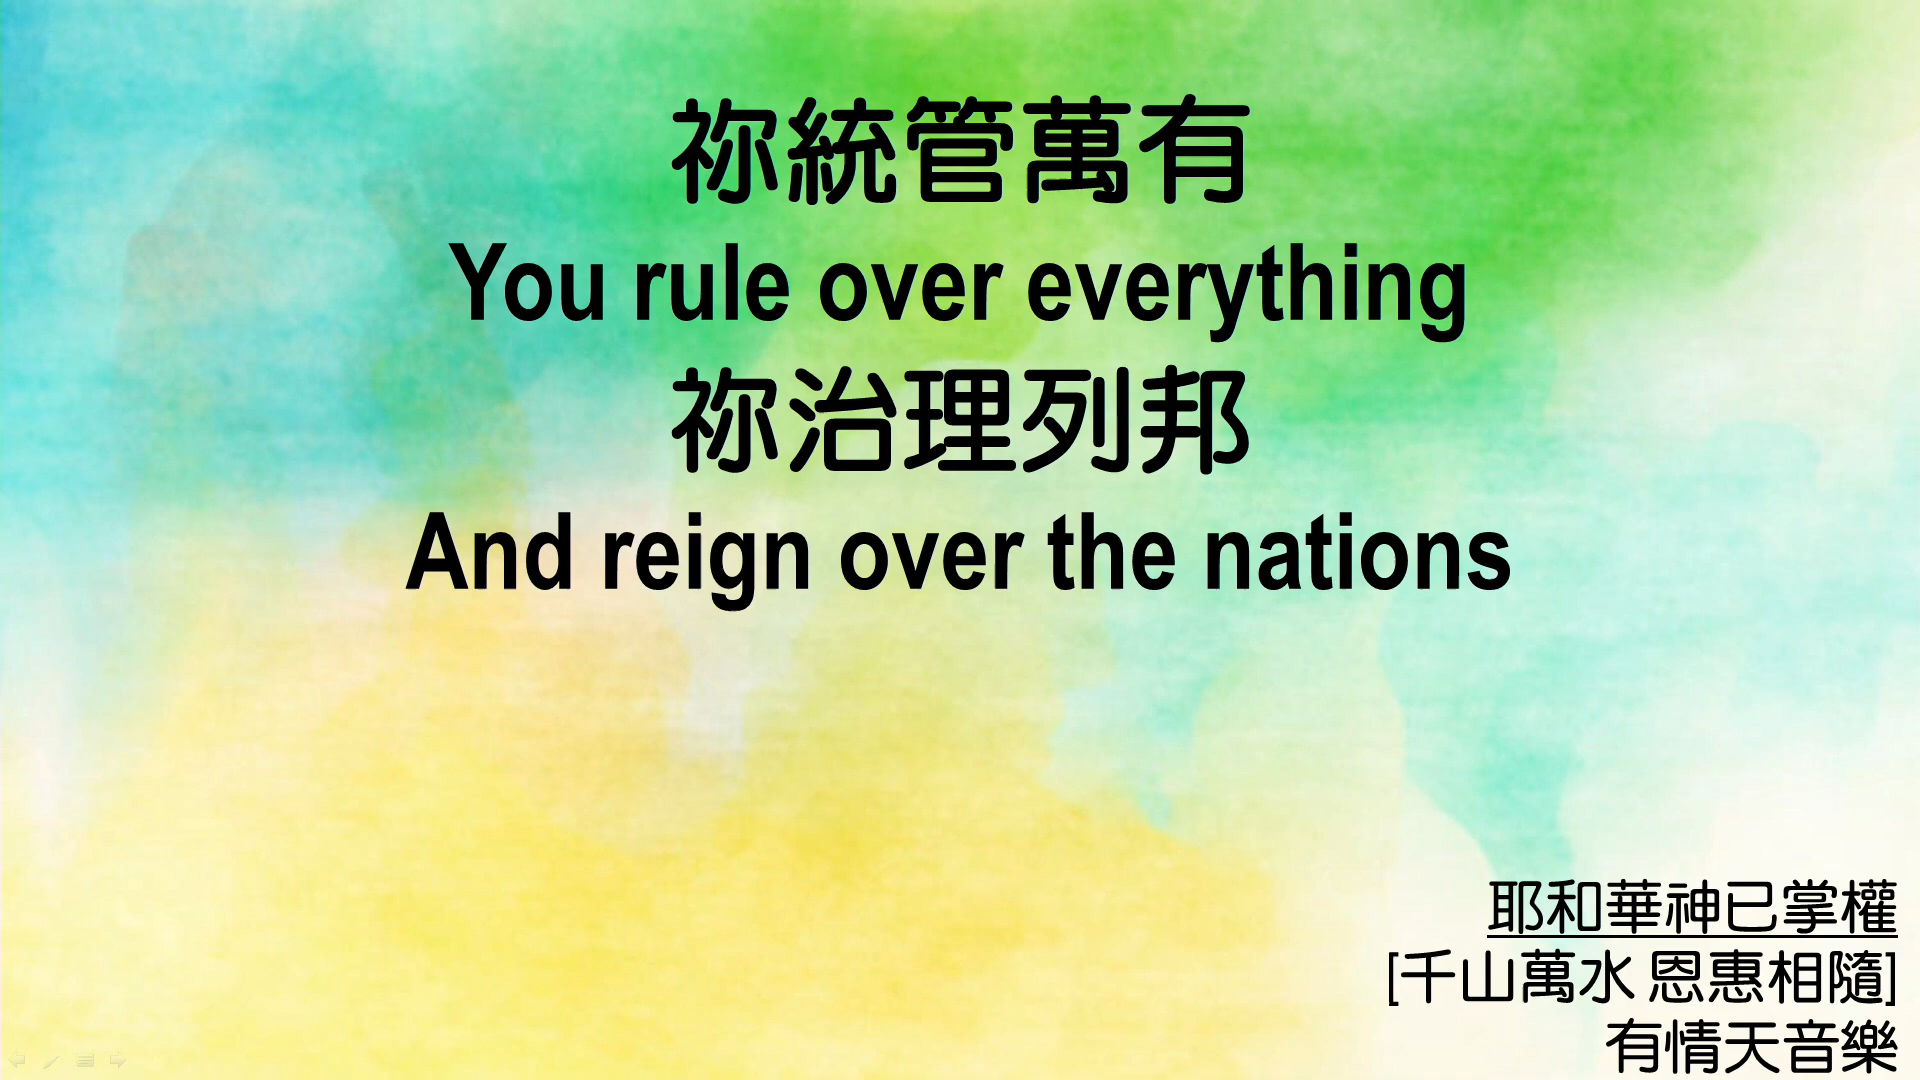 祢統管萬有
You rule over everything
祢治理列邦
And reign over the nations
耶和華神已掌權
[千山萬水 恩惠相隨]
有情天音樂